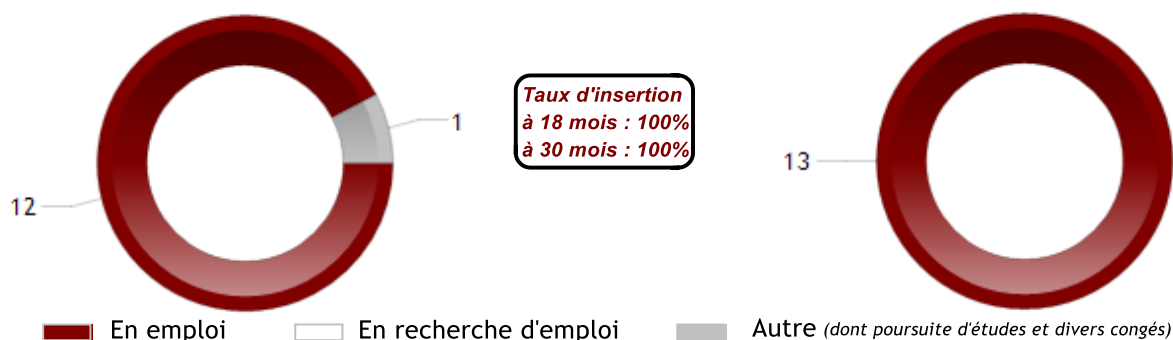 Taux d'insertion
à 18 mois : 100%
à 30 mois : 100%
1
12
13
En emploi
En recherche d'emploi
Autre (dont poursuite d'études et divers congés)